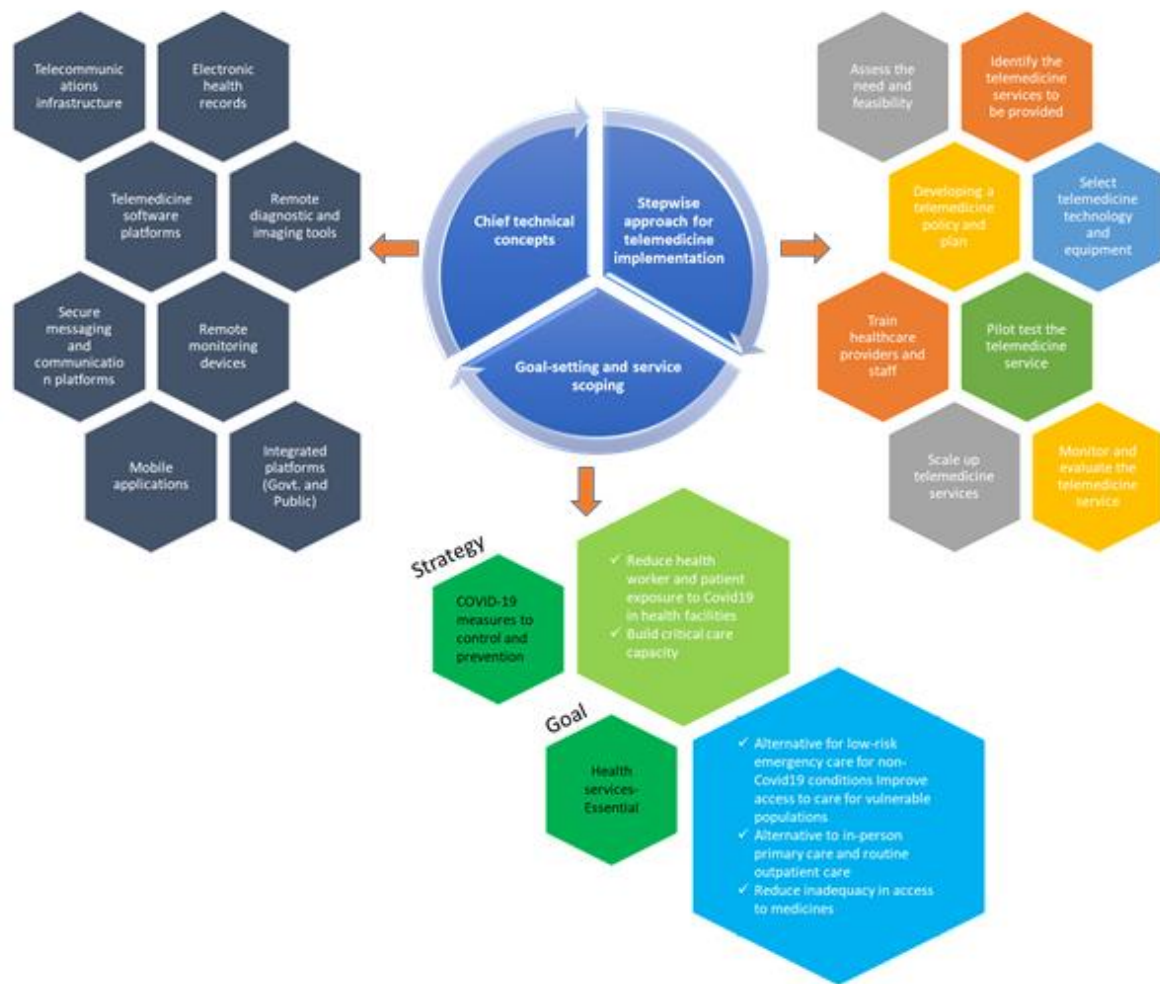 Telecommunic
ations
infrastructure
Electronic
health
records
Telemedicine
software
platforms
Remote
diagnostic and
imaging tools
Secure
messaging
and
communicatio
n platforms
Remote
monitoring
devices
Mobile
applications
Integrated
platforms
(Govt. and
Public)
Chief technical
concepts
Stepwise
approach for
telemedicine
implementation
Goal-setting and service
scoping
Assess the
need and
feasibility
Identify the
telemedicine
services to
be provided
Developing a
telemedicine
policy and
plan
Select
telemedicine
technology
and
equipment
Train
healthcare
providers and
staff
Pilot test the
telemedicine
service
Scale up
telemedicine
services
Monitor and
evaluate the
telemedicine
service
Strategy
COVID-19
measures to
control and
prevention
✓ Reduce health
worker and patient
exposure to Covid19
in health facilities
✓ Build critical care
capacity
Goal
Health
services-
Essential
✓ Alternative for low-risk
emergency care for non-
Covid19 conditions Improve
access to care for vulnerable
populations
✓ Alternative to in-person
primary care and routine
outpatient care
✓ Reduce inadequacy in access
to medicines